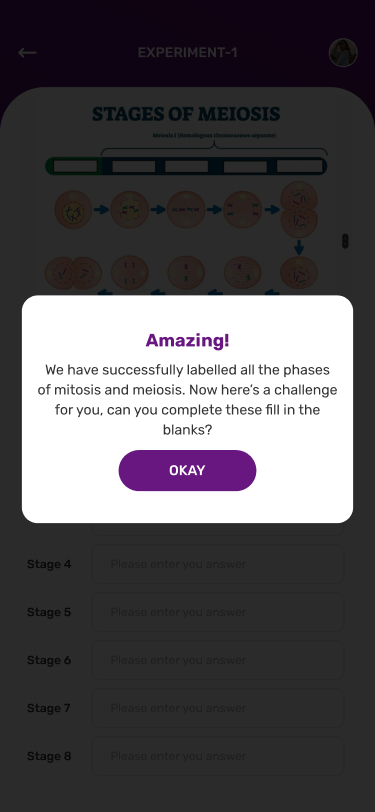 EXPERIMENT-1
STAGES OF MEIOSIS
Meiosis I (Homologous chromosomes separate)
Amazing!
We have successfully labelled all the phases
of mitosis and meiosis. Now here's a challenge
for you, can you complete these fill in the
blanks?
OKAY
Stage 4 Please enter you answer
Stage 5 Please enter you answer
Stage 6 Please enter you answer
Stage 7 Please enter you answer
Stage 8 Please enter you answer